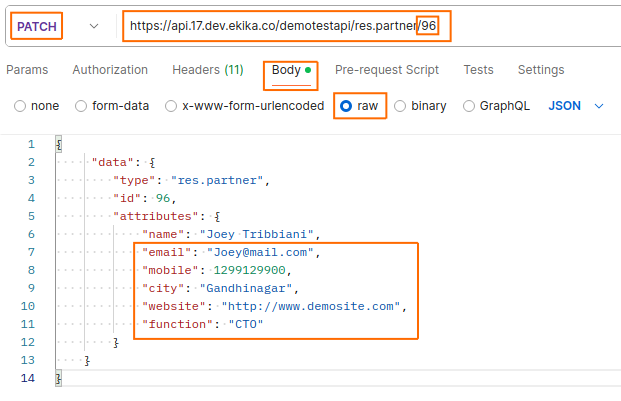 PATCH https://api.17.dev.ekika.co/demotestapi/res.partner/96
Params Authorization Headers (11) Body Pre-request Script Tests Settings
none form-data x-www-form-urlencoded raw binary GraphQL JSON
1 {
2 "data": {
3 "type": "res.partner",
4 "id": 96,
5 "attributes": {
6 "name": "Joey Tribbiani",
7 "email": "Joey@mail.com",
8 "mobile": 1299129900,
9 "city": "Gandhinagar",
10 "website": "http://www.demosite.com",
11 "function": "CTO"
12 }
13 }
14 }